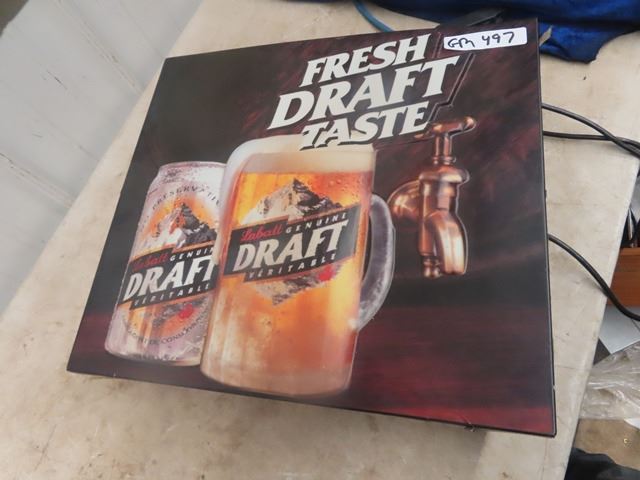 FRESH
DRAFT
TASTE
GM 497
Labatt GENUINE
DRAFT
VÉRITABLE
Labatt GENUINE
DRAFT
VÉRITABLE